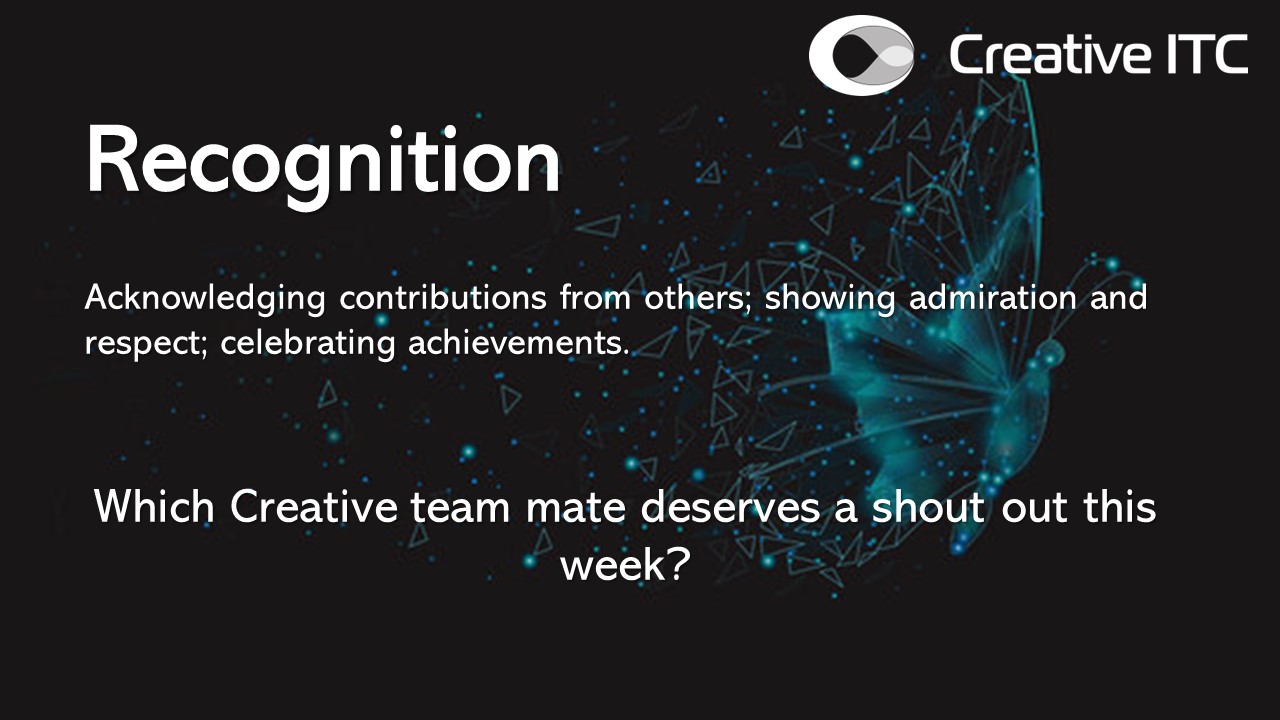 Creative ITC
Recognition
Acknowledging contributions from others; showing admiration and
respect; celebrating achievements.
Which Creative team mate deserves a shout out this
week?